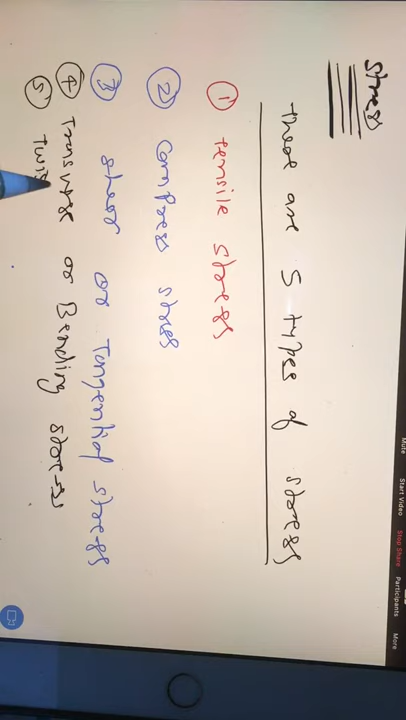 stress
there are 5 types of stress
① tensile stress
② compress stress
③ shear or Tangential stress
④ Transverse or Bending stress
⑤ Twis
Mute
Start Video
Stop Share
Participants
More